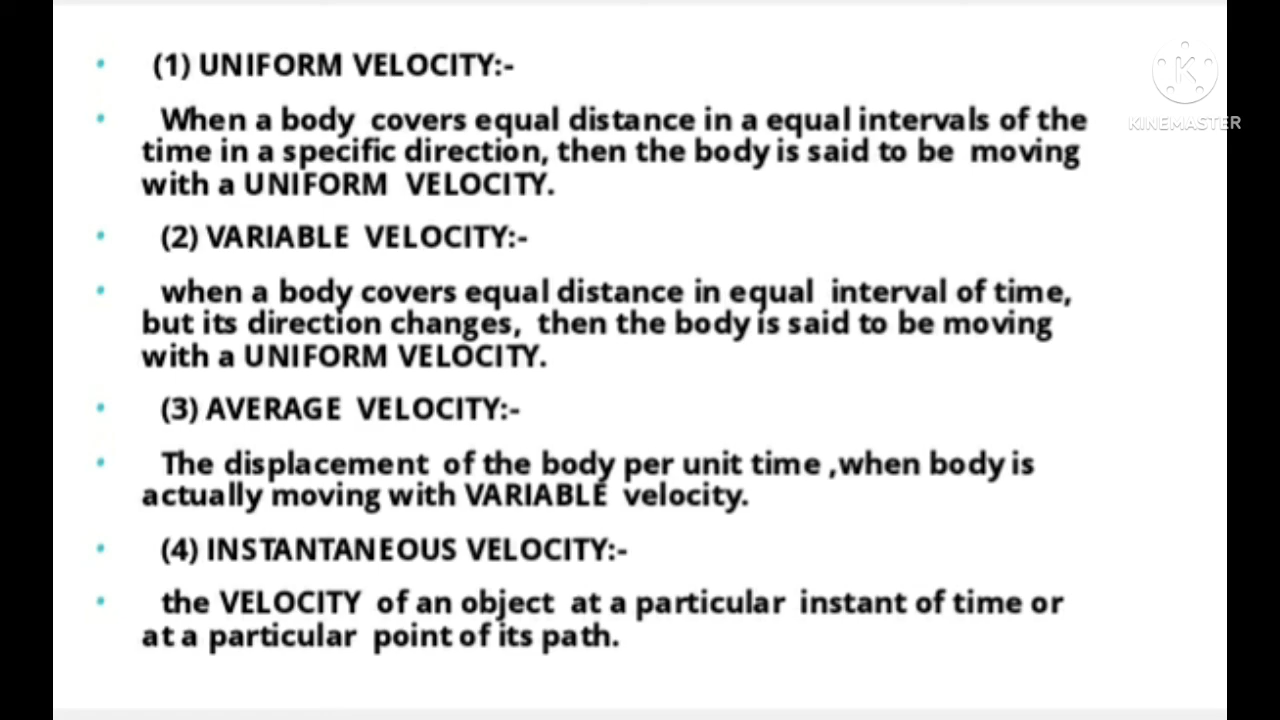 (1) UNIFORM VELOCITY:-
When a body covers equal distance in a equal intervals of the
time in a specific direction, then the body is said to be moving
with a UNIFORM VELOCITY.
(2) VARIABLE VELOCITY:-
when a body covers equal distance in equal interval of time,
but its direction changes, then the body is said to be moving
with a UNIFORM VELOCITY.
(3) AVERAGE VELOCITY:-
The displacement of the body per unit time ,when body is
actually moving with VARIABLE velocity.
(4) INSTANTANEOUS VELOCITY:-
the VELOCITY of an object at a particular instant of time or
at a particular point of its path.
K
KINEMASTER